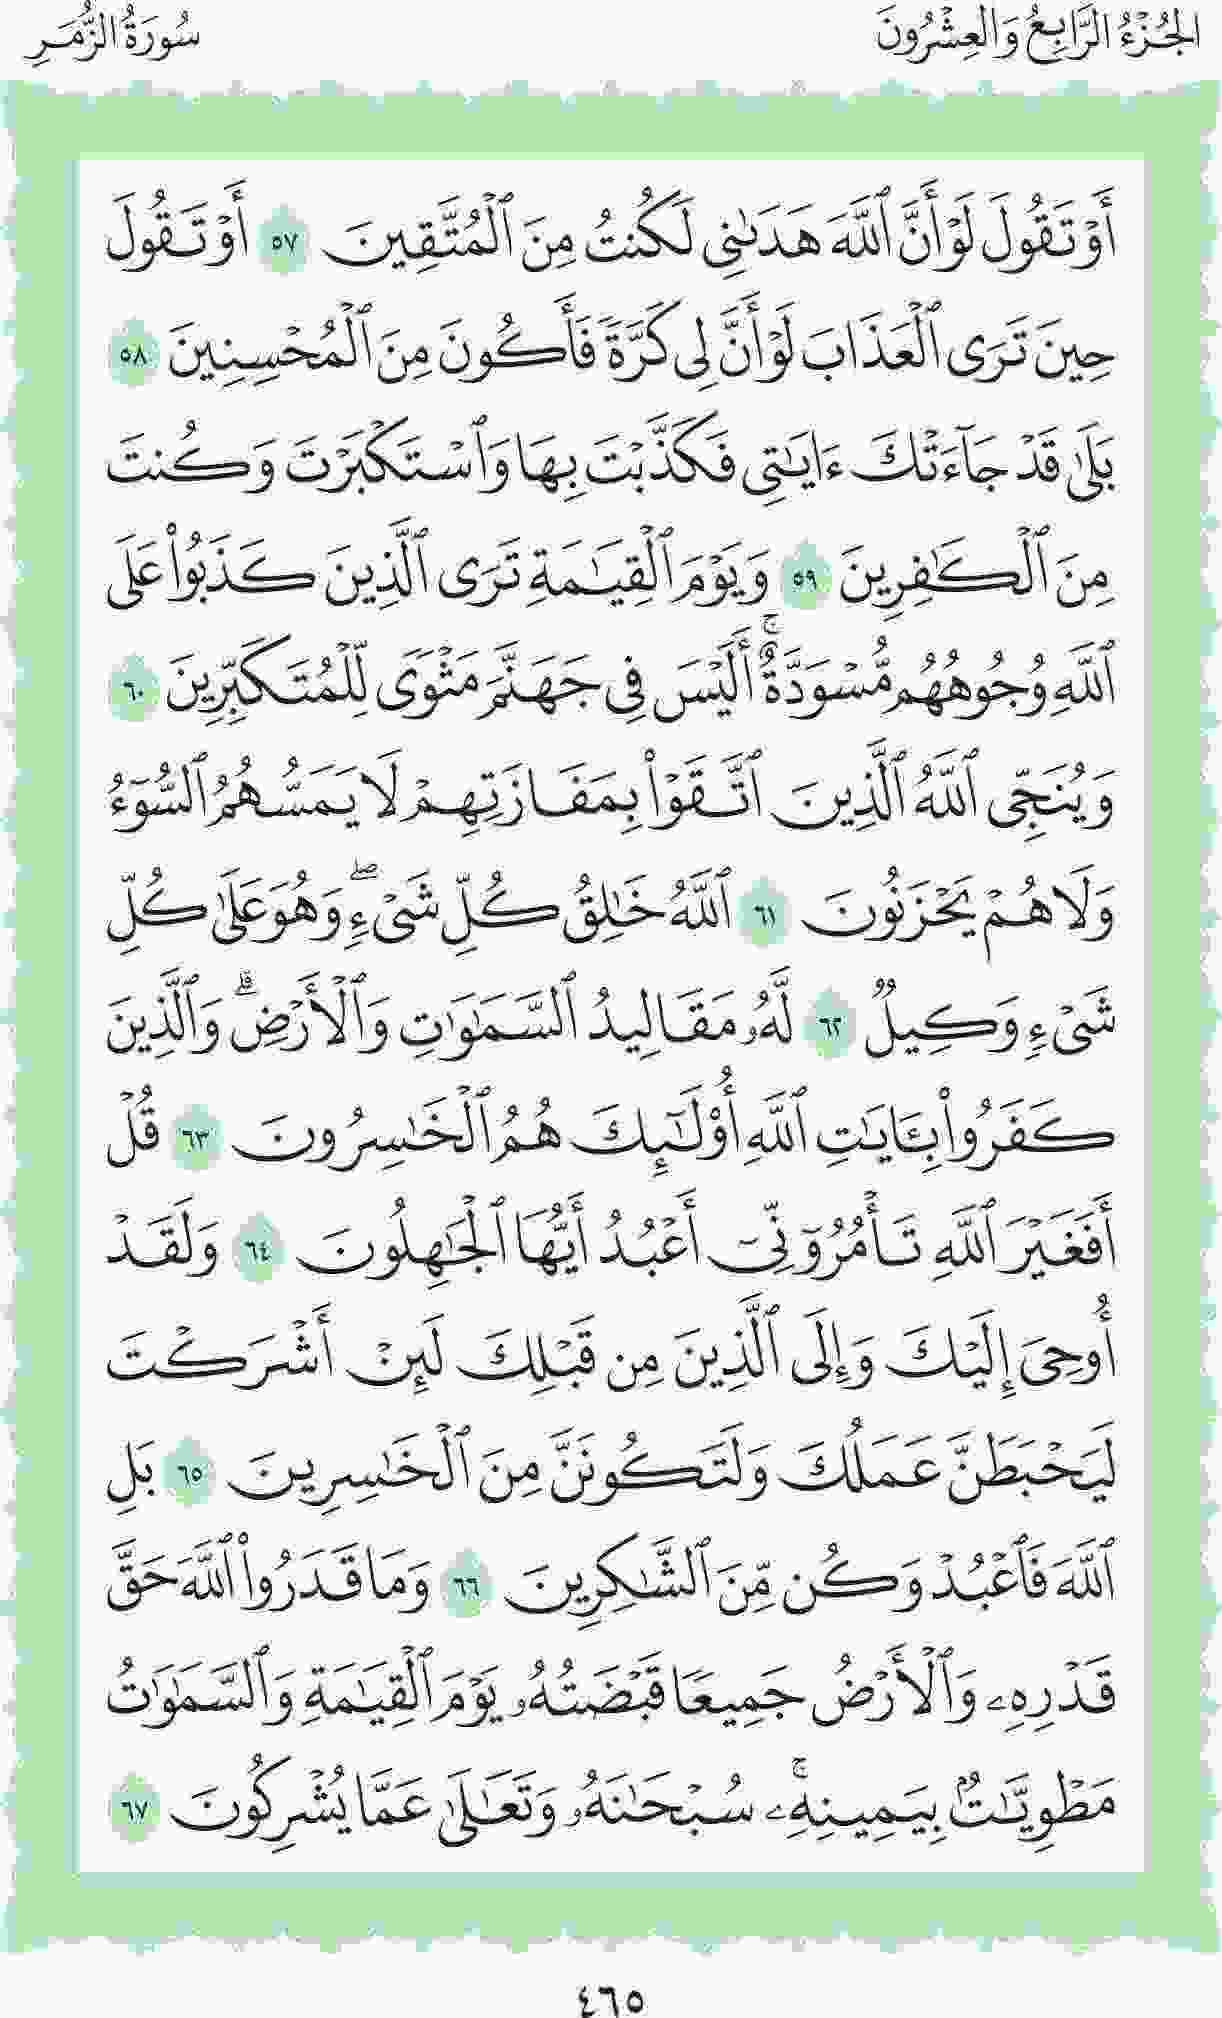 الجُزْءُ الرَّابِعُ وَالعِشْرُونَ
سُورَةُ الزُّمَرِ
أَوْ تَقُولَ لَوْ أَنَّ ٱللَّهَ هَدَىٰنِى لَكُنتُ مِنَ ٱلْمُتَّقِينَ ٥٧ أَوْ تَقُولَ
حِينَ تَرَى ٱلْعَذَابَ لَوْ أَنَّ لِى كَرَّةً فَأَكُونَ مِنَ ٱلْمُحْسِنِينَ ٥٨
بَلَىٰ قَدْ جَآءَتْكَ ءَايَٰتِى فَكَذَّبْتَ بِهَا وَٱسْتَكْبَرْتَ وَكُنتَ
مِنَ ٱلْكَٰفِرِينَ ٥٩ وَيَوْمَ ٱلْقِيَٰمَةِ تَرَى ٱلَّذِينَ كَذَبُوا۟ عَلَى
ٱللَّهِ وُجُوهُهُم مُّسْوَدَّةٌ ۚ أَلَيْسَ فِى جَهَنَّمَ مَثْوًى لِّلْمُتَكَبِّرِينَ ٦٠
وَيُنَجِّى ٱللَّهُ ٱلَّذِينَ ٱتَّقَوْا۟ بِمَفَازَتِهِمْ لَا يَمَسُّهُمُ ٱلسُّوٓءُ
وَلَا هُمْ يَحْزَنُونَ ٦١ ٱللَّهُ خَٰلِقُ كُلِّ شَىْءٍ ۖ وَهُوَ عَلَىٰ كُلِّ
شَىْءٍ وَكِيلٌ ٦٢ لَّهُۥ مَقَالِيدُ ٱلسَّمَٰوَٰتِ وَٱلْأَرْضِ ۗ وَٱلَّذِينَ
كَفَرُوا۟ بِـَٔايَٰتِ ٱللَّهِ أُو۟لَٰٓئِكَ هُمُ ٱلْخَٰسِرُونَ ٦٣ قُلْ
أَفَغَيْرَ ٱللَّهِ تَأْمُرُوٓنِّىٓ أَعْبُدُ أَيُّهَا ٱلْجَٰهِلُونَ ٦٤ وَلَقَدْ
أُوحِىَ إِلَيْكَ وَإِلَى ٱلَّذِينَ مِن قَبْلِكَ لَئِنْ أَشْرَكْتَ
لَيَحْبَطَنَّ عَمَلُكَ وَلَتَكُونَنَّ مِنَ ٱلْخَٰسِرِينَ ٦٥ بَلِ
ٱللَّهَ فَٱعْبُدْ وَكُن مِّنَ ٱلشَّٰكِرِينَ ٦٦ وَمَا قَدَرُوا۟ ٱللَّهَ حَقَّ
قَدْرِهِۦ وَٱلْأَرْضُ جَمِيعًا قَبْضَتُهُۥ يَوْمَ ٱلْقِيَٰمَةِ وَٱلسَّمَٰوَٰتُ
مَطْوِيَّٰتٌۢ بِيَمِينِهِۦ ۚ سُبْحَٰنَهُۥ وَتَعَٰلَىٰ عَمَّا يُشْرِكُونَ ٦٧
٤٦٥